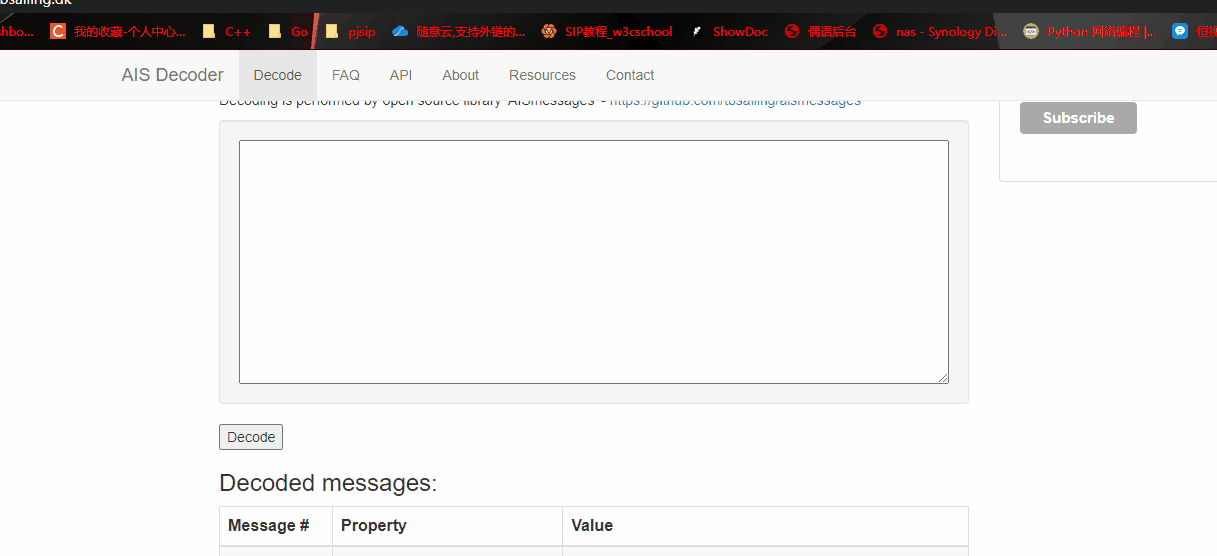 bsailing.dk
shbo... 我的收藏-个人中心... C++ Go pjsip 随意云,支持外链的... SIP教程_w3cschool ShowDoc 偶语后台 nas - Synology Di... Python 网络编程 |...
AIS Decoder Decode FAQ API About Resources Contact
Decoding is performed by open source library "AISmessages" - https://github.com/tbsalling/aismessages
Subscribe
Decode
Decoded messages:
Message # Property Value